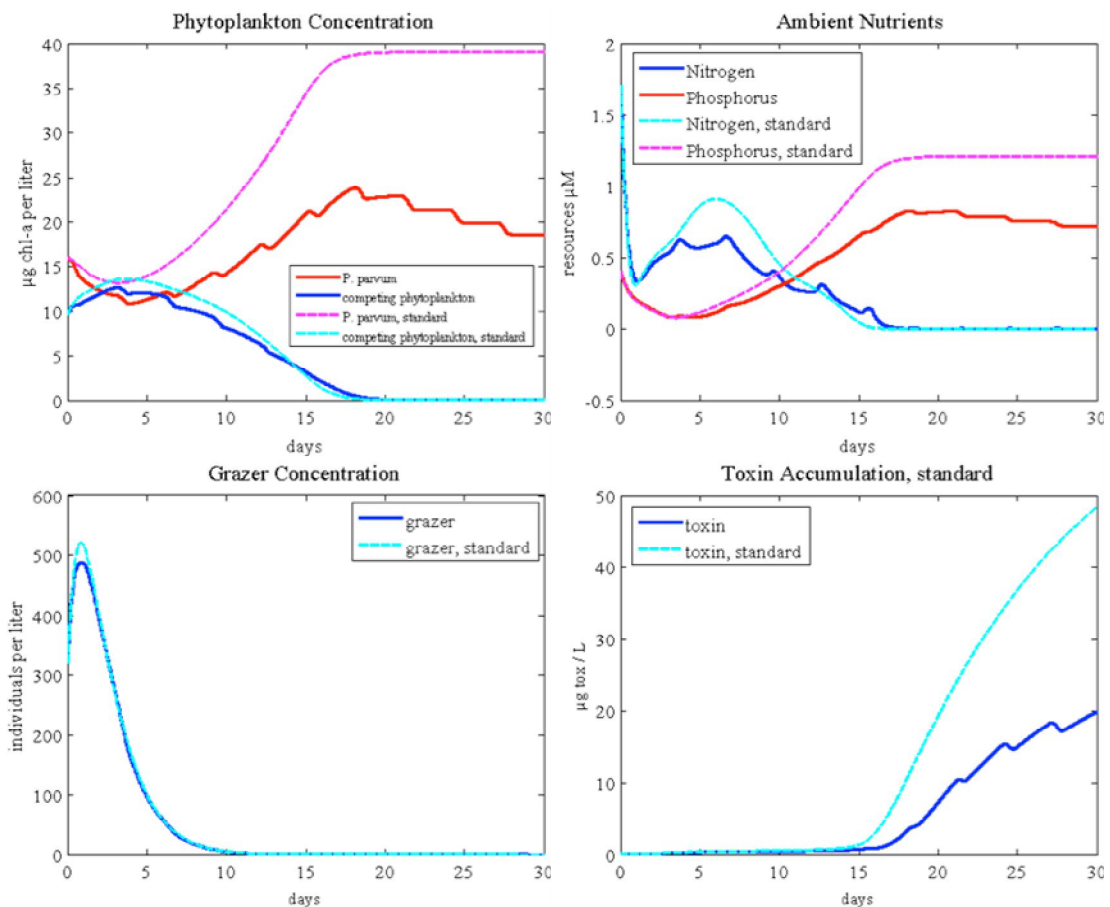 Phytoplankton Concentration
40
35
30
25
20
15
10
5
0
µg chl-a per liter
P. parvum
competing phytoplankton
P. parvum, standard
competing phytoplankton, standard
0 5 10 15 20 25 30
days
Ambient Nutrients
2
1.5
1
0.5
0
-0.5
resources µM
Nitrogen
Phosphorus
Nitrogen, standard
Phosphorus, standard
0 5 10 15 20 25 30
days
Grazer Concentration
600
500
400
300
200
100
0
individuals per liter
grazer
grazer, standard
0 5 10 15 20 25 30
days
Toxin Accumulation, standard
50
40
30
20
10
0
µg tox / L
toxin
toxin, standard
0 5 10 15 20 25 30
days